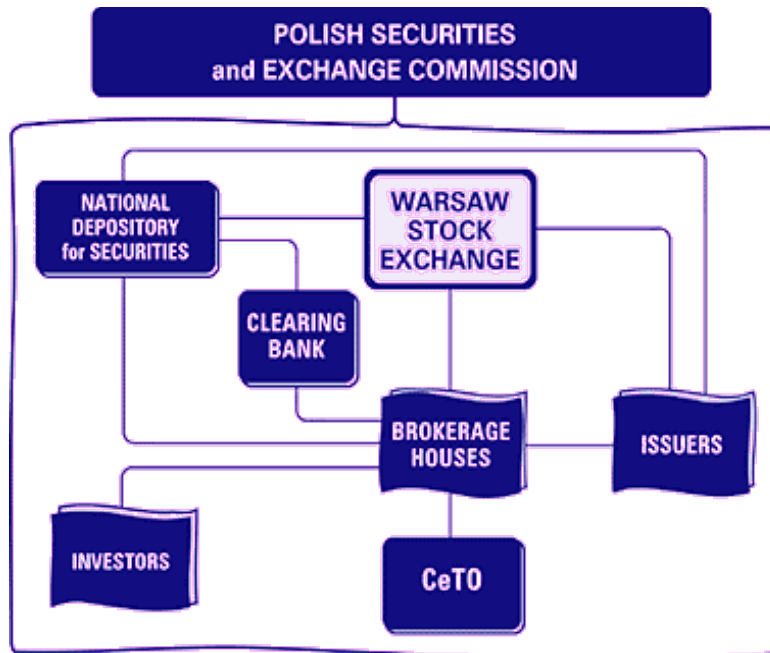 POLISH SECURITIES
and EXCHANGE COMMISSION
NATIONAL
DEPOSITORY
for SECURITIES
WARSAW
STOCK
EXCHANGE
CLEARING
BANK
BROKERAGE
HOUSES
ISSUERS
INVESTORS
CeTO